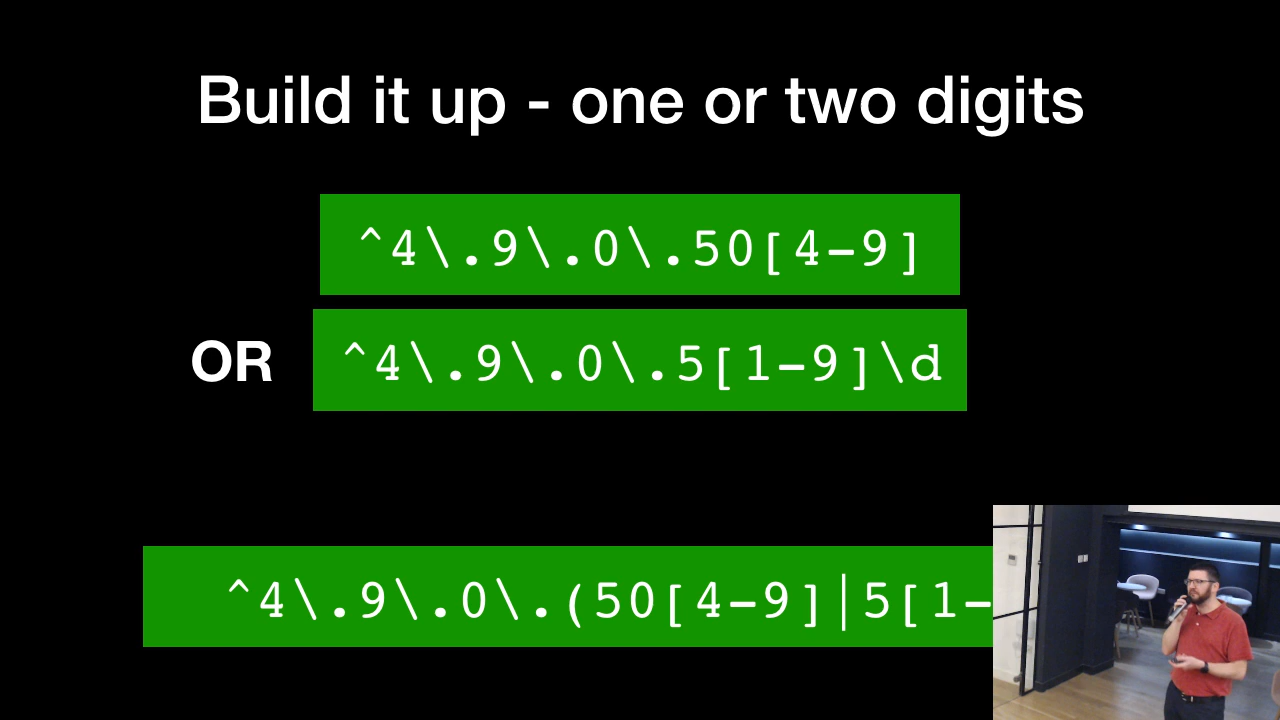 Build it up - one or two digits
^4\.9\.0\.50[4-9]
OR ^4\.9\.0\.5[1-9]\d
^4\.9\.0\.(50[4-9]|5[1-